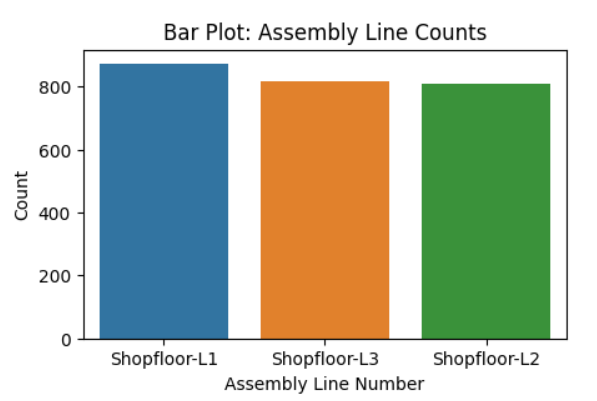 Bar Plot: Assembly Line Counts
Count
800
600
400
200
0
Shopfloor-L1 Shopfloor-L3 Shopfloor-L2
Assembly Line Number